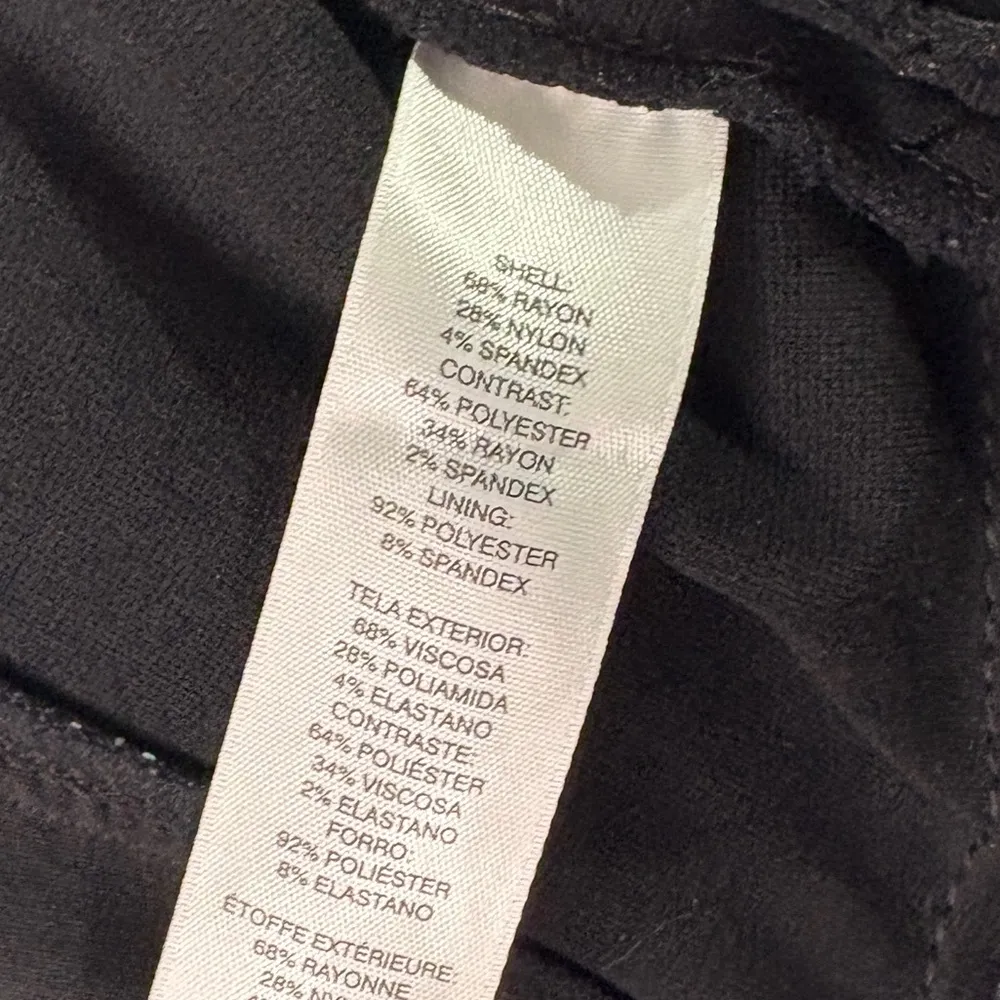 SHELL:
68% RAYON
28% NYLON
4% SPANDEX
CONTRAST:
64% POLYESTER
34% RAYON
2% SPANDEX
LINING:
92% POLYESTER
8% SPANDEX
TELA EXTERIOR:
68% VISCOSA
28% POLIAMIDA
4% ELASTANO
CONTRASTE:
64% POLIÉSTER
34% VISCOSA
2% ELASTANO
FORRO:
92% POLIÉSTER
8% ELASTANO
ÉTOFFE EXTÉRIEURE:
68% RAYONNE
28%